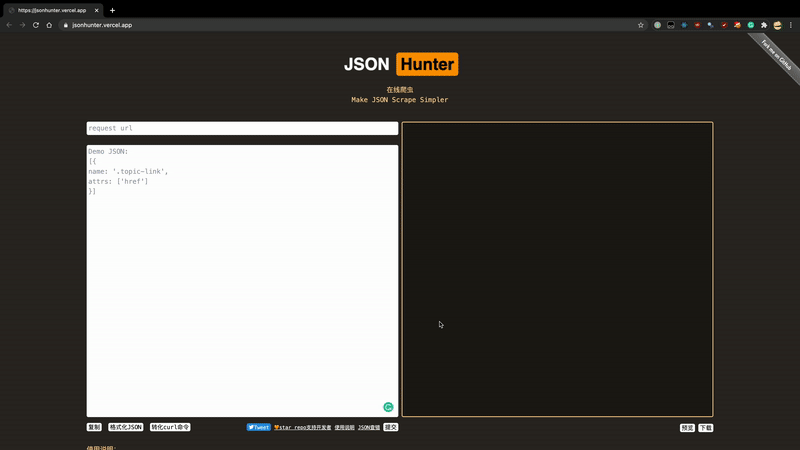 https://jsonhunter.vercel.app
jsonhunter.vercel.app
Fork me on GitHub
JSON Hunter
在线爬虫
Make JSON Scrape Simpler
request url
Demo JSON:
[{
name: '.topic-link',
attrs: ['href']
}]
复制 格式化JSON 转化curl命令 Tweet star repo支持开发者 使用说明 JSON查错 提交 预览 下载
使用说明: